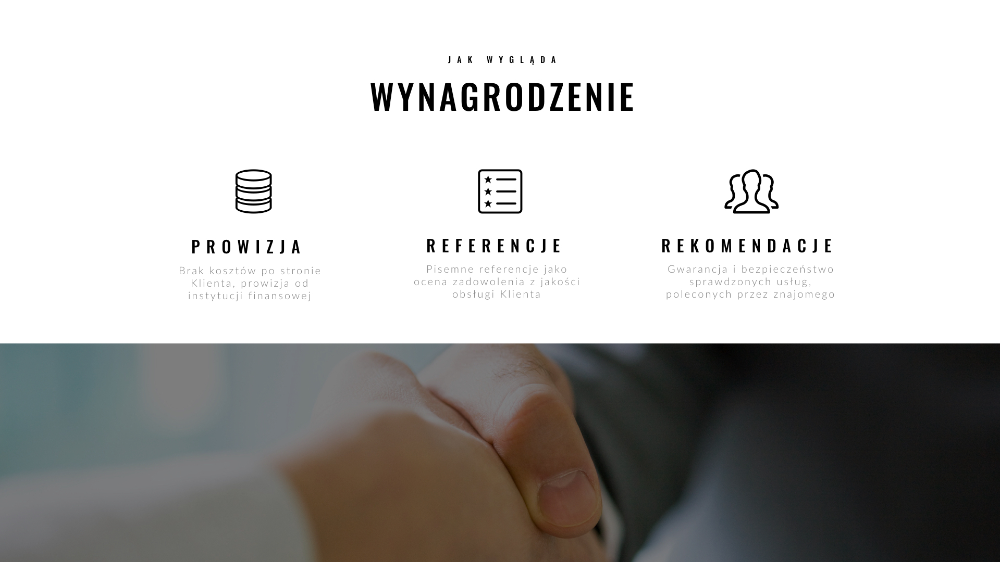 JAK WYGLĄDA
WYNAGRODZENIE
PROWIZJA
Brak kosztów po stronie
Klienta, prowizja od
instytucji finansowej
REFERENCJE
Pisemne referencje jako
ocena zadowolenia z jakości
obsługi Klienta
REKOMENDACJE
Gwarancja i bezpieczeństwo
sprawdzonych usług,
poleconych przez znajomego